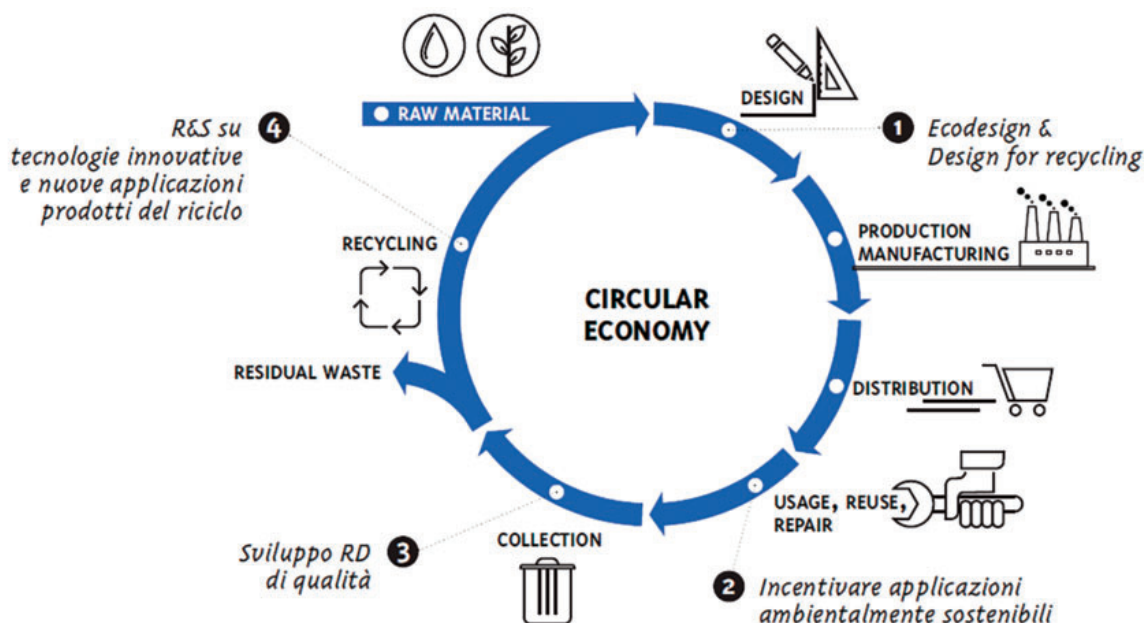 RAW MATERIAL
DESIGN
1 Ecodesign &
Design for recycling
PRODUCTION
MANUFACTURING
DISTRIBUTION
USAGE, REUSE,
REPAIR
2 Incentivare applicazioni
ambientalmente sostenibili
COLLECTION
Sviluppo RD 3
di qualità
RESIDUAL WASTE
RECYCLING
R&S su 4
tecnologie innovative
e nuove applicazioni
prodotti del riciclo
CIRCULAR
ECONOMY